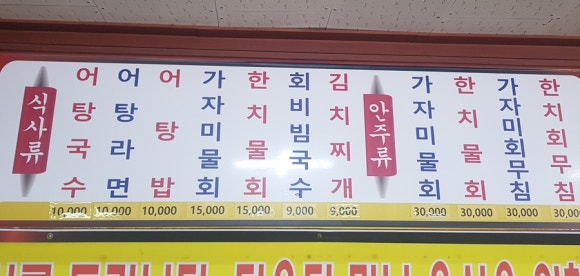 식사류
어탕국수
10,000
어탕라면
10,000
어탕밥
10,000
가자미물회
15,000
한치물회
15,000
회비빔국수
9,000
김치찌개
9,000
안주류
가자미물회
30,000
한치물회
30,000
가자미회무침
30,000
한치회무침
30,000